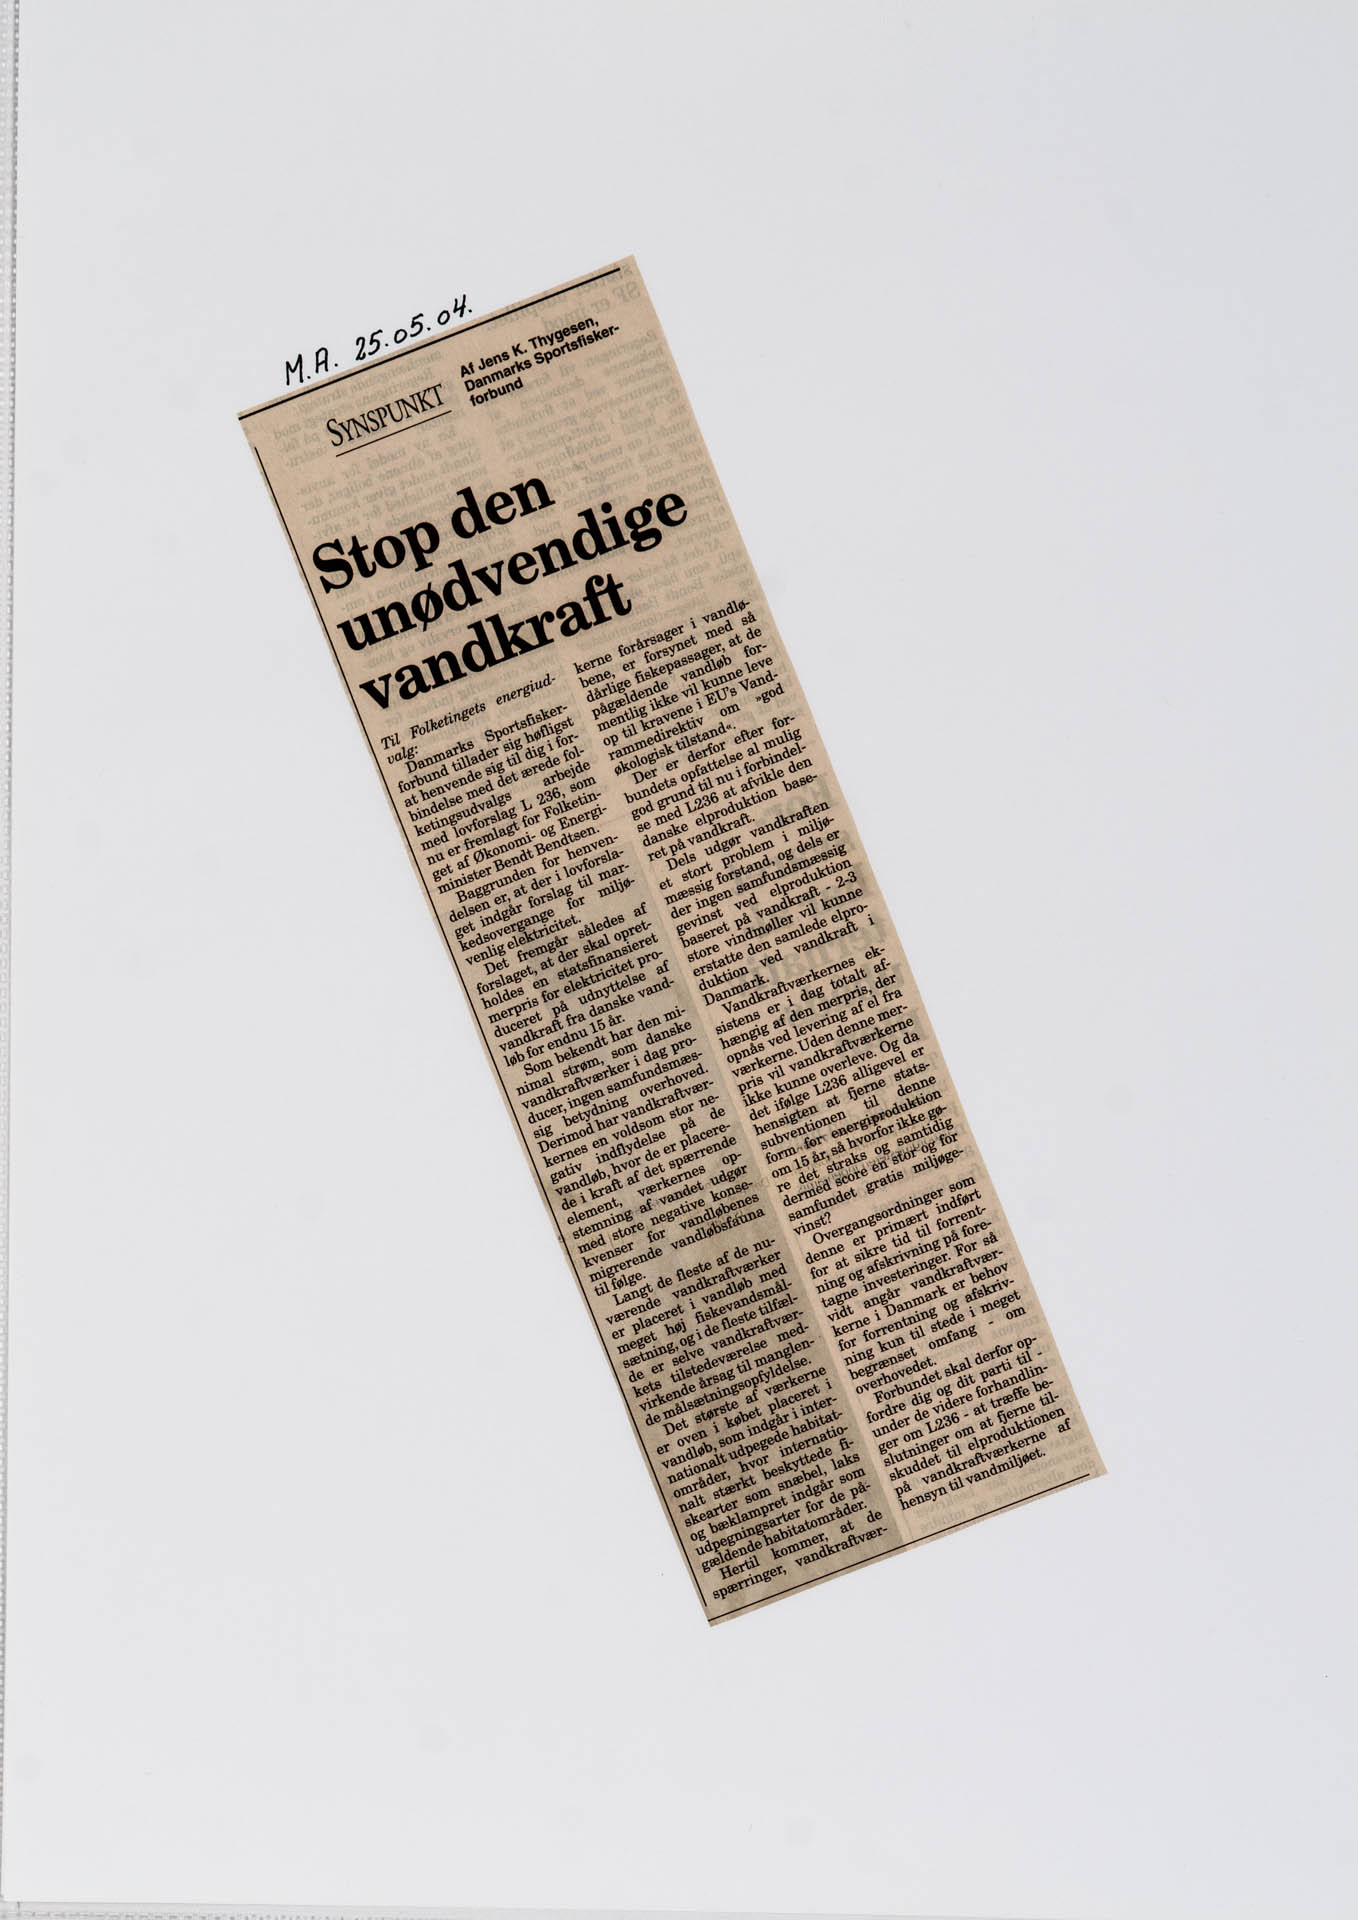 M.A. 25.05.04.
SYNSPUNKT
Af Jens K. Thygesen,
Danmarks Sportsfisker-
forbund
Stop den
unødvendige
vandkraft
Til Folketingets energiud-
valg:
Danmarks Sportsfisker-
forbund tillader sig høfligst
at henvende sig til dig i for-
bindelse med det ærede fol-
ketingsudvalgs arbejde
med lovforslag L 236, som
nu er fremlagt for Folketin-
get af Økonomi- og Energi-
minister Bendt Bendtsen.
Baggrunden for henven-
delsen er, at der i lovforsla-
get indgår forslag til mar-
kedsovergange for miljø-
venlig elektricitet.
Det fremgår således af
forslaget, at der skal opret-
holdes en statsfinansieret
merpris for elektricitet pro-
duceret på udnyttelse af
vandkraft fra danske vand-
løb for endnu 15 år.
Som bekendt har den mi-
nimal strøm, som danske
vandkraftværker i dag pro-
ducer, ingen samfundsmæs-
sig betydning overhoved.
Derimod har vandkraftvær-
kernes en voldsom stor ne-
gativ indflydelse på de
vandløb, hvor de er placere-
de i kraft af det spærrende
element, værkernes op-
stemning af vandet udgør
med store negative konse-
kvenser for vandløbenes
migrerende vandløbsfauna
til følge.
Langt de fleste af de nu-
værende vandkraftværker
er placeret i vandløb med
meget høj fiskevandsmål-
sætning, og i de fleste tilfæl-
de er selve vandkraftvær-
kets tilstedeværelse med-
virkende årsag til manglen-
de målsætningsopfyldelse.
Det største af værkerne
er oven i købet placeret i
vandløb, som indgår i inter-
nationalt udpegede habitat-
områder, hvor internatio-
nalt stærkt beskyttede fi-
skearter som snæbel, laks
og bæklampret indgår som
udpegningsarter for de på-
gældende habitatområder.
Hertil kommer, at de
spærringer, vandkraftvær-
kerne forårsager i vandlø-
bene, er forsynet med så
dårlige fiskepassager, at de
pågældende vandløb for-
mentlig ikke vil kunne leve
op til kravene i EU's Vand-
rammedirektiv om »god
økologisk tilstand«.
Der er derfor efter for-
bundets opfattelse al mulig
god grund til nu i forbindel-
se med L236 at afvikle den
danske elproduktion base-
ret på vandkraft.
Dels udgør vandkraften
et stort problem i miljø-
mæssig forstand, og dels er
der ingen samfundsmæssig
gevinst ved elproduktion
baseret på vandkraft - 2-3
store vindmøller vil kunne
erstatte den samlede elpro-
duktion ved vandkraft i
Danmark.
Vandkraftværkernes ek-
sistens er i dag totalt af-
hængig af den merpris, der
opnås ved levering af el fra
værkerne. Uden denne mer-
pris vil vandkraftværkerne
ikke kunne overleve. Og da
det ifølge L236 alligevel er
hensigten at fjerne stats-
subventionen til denne
form for energiproduktion
om 15 år, så hvorfor ikke gø-
re det straks og samtidig
dermed score en stor og for
samfundet gratis miljøge-
vinst?
Overgangsordninger som
denne er primært indført
for at sikre tid til forrent-
ning og afskrivning på fore-
tagne investeringer. For så
vidt angår vandkraftvær-
kerne i Danmark er behov
for forrentning og afskriv-
ning kun til stede i meget
begrænset omfang - om
overhovedet.
Forbundet skal derfor op-
fordre dig og dit parti til -
under de videre forhandlin-
ger om L236 - at træffe be-
slutninger om at fjerne til-
skuddet til elproduktionen
på vandkraftværkerne af
hensyn til vandmiljøet.